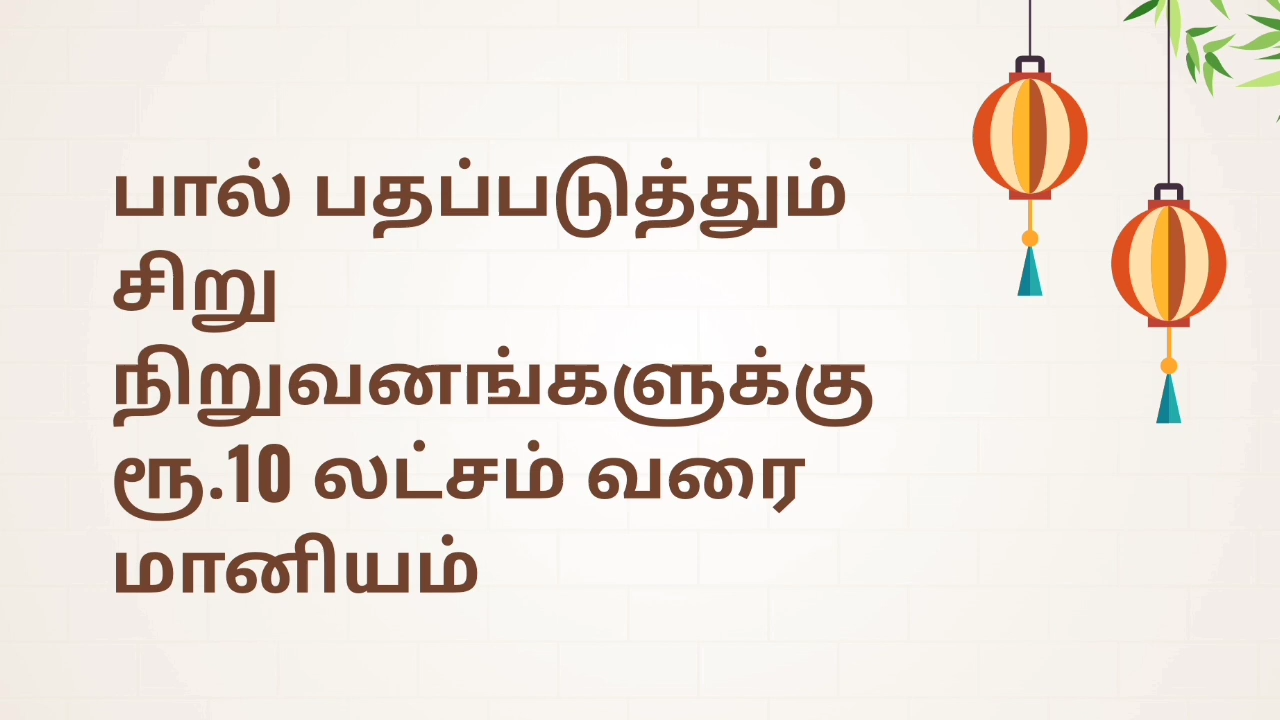 பால் பதப்படுத்தும்
சிறு
நிறுவனங்களுக்கு
ரூ.10 லட்சம் வரை
மானியம்